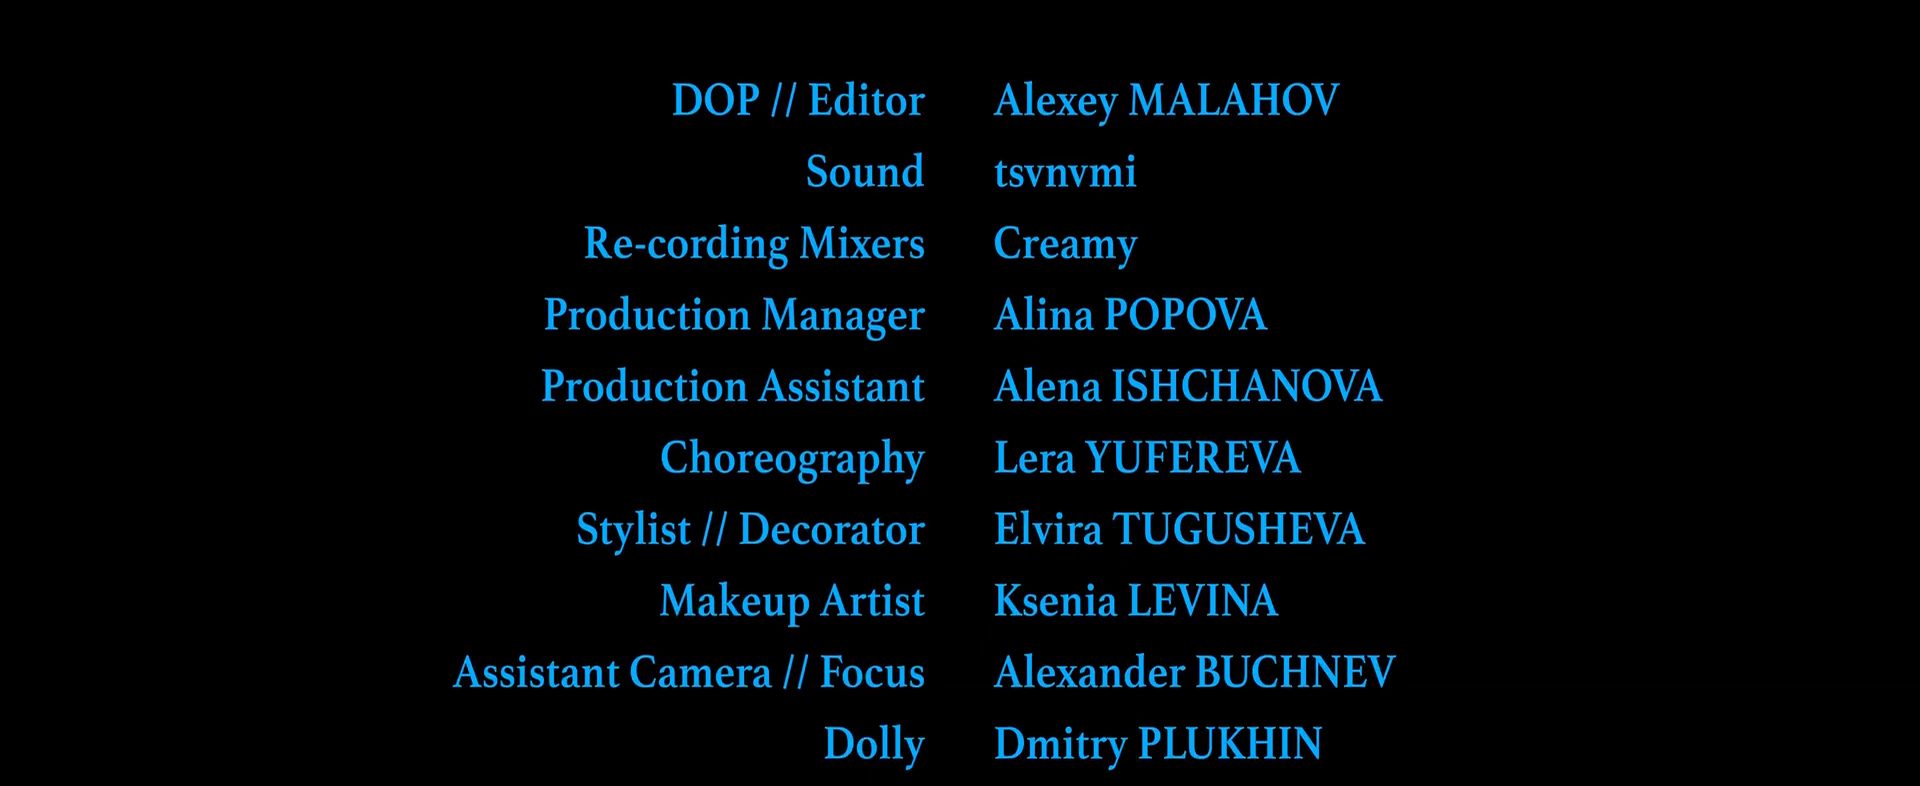 DOP // Editor Alexey MALAHOV
Sound tsvnvmi
Re-cording Mixers Creamy
Production Manager Alina POPOVA
Production Assistant Alena ISHCHANOVA
Choreography Lera YUFEREVA
Stylist // Decorator Elvira TUGUSHEVA
Makeup Artist Ksenia LEVINA
Assistant Camera // Focus Alexander BUCHNEV
Dolly Dmitry PLUKHIN